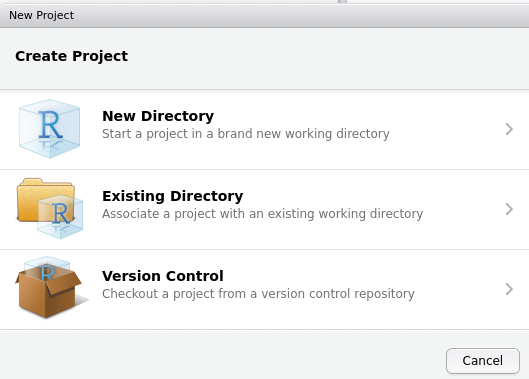 New Project
Create Project
R
New Directory
Start a project in a brand new working directory
R
Existing Directory
Associate a project with an existing working directory
R
Version Control
Checkout a project from a version control repository
Cancel